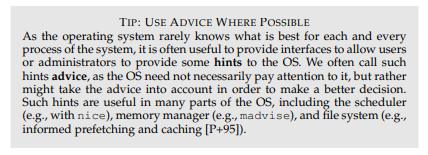 TIP: USE ADVICE WHERE POSSIBLE
As the operating system rarely knows what is best for each and every
process of the system, it is often useful to provide interfaces to allow users
or administrators to provide some hints to the OS. We often call such
hints advice, as the OS need not necessarily pay attention to it, but rather
might take the advice into account in order to make a better decision.
Such hints are useful in many parts of the OS, including the scheduler
(e.g., with nice), memory manager (e.g., madvise), and file system (e.g.,
informed prefetching and caching [P+95]).